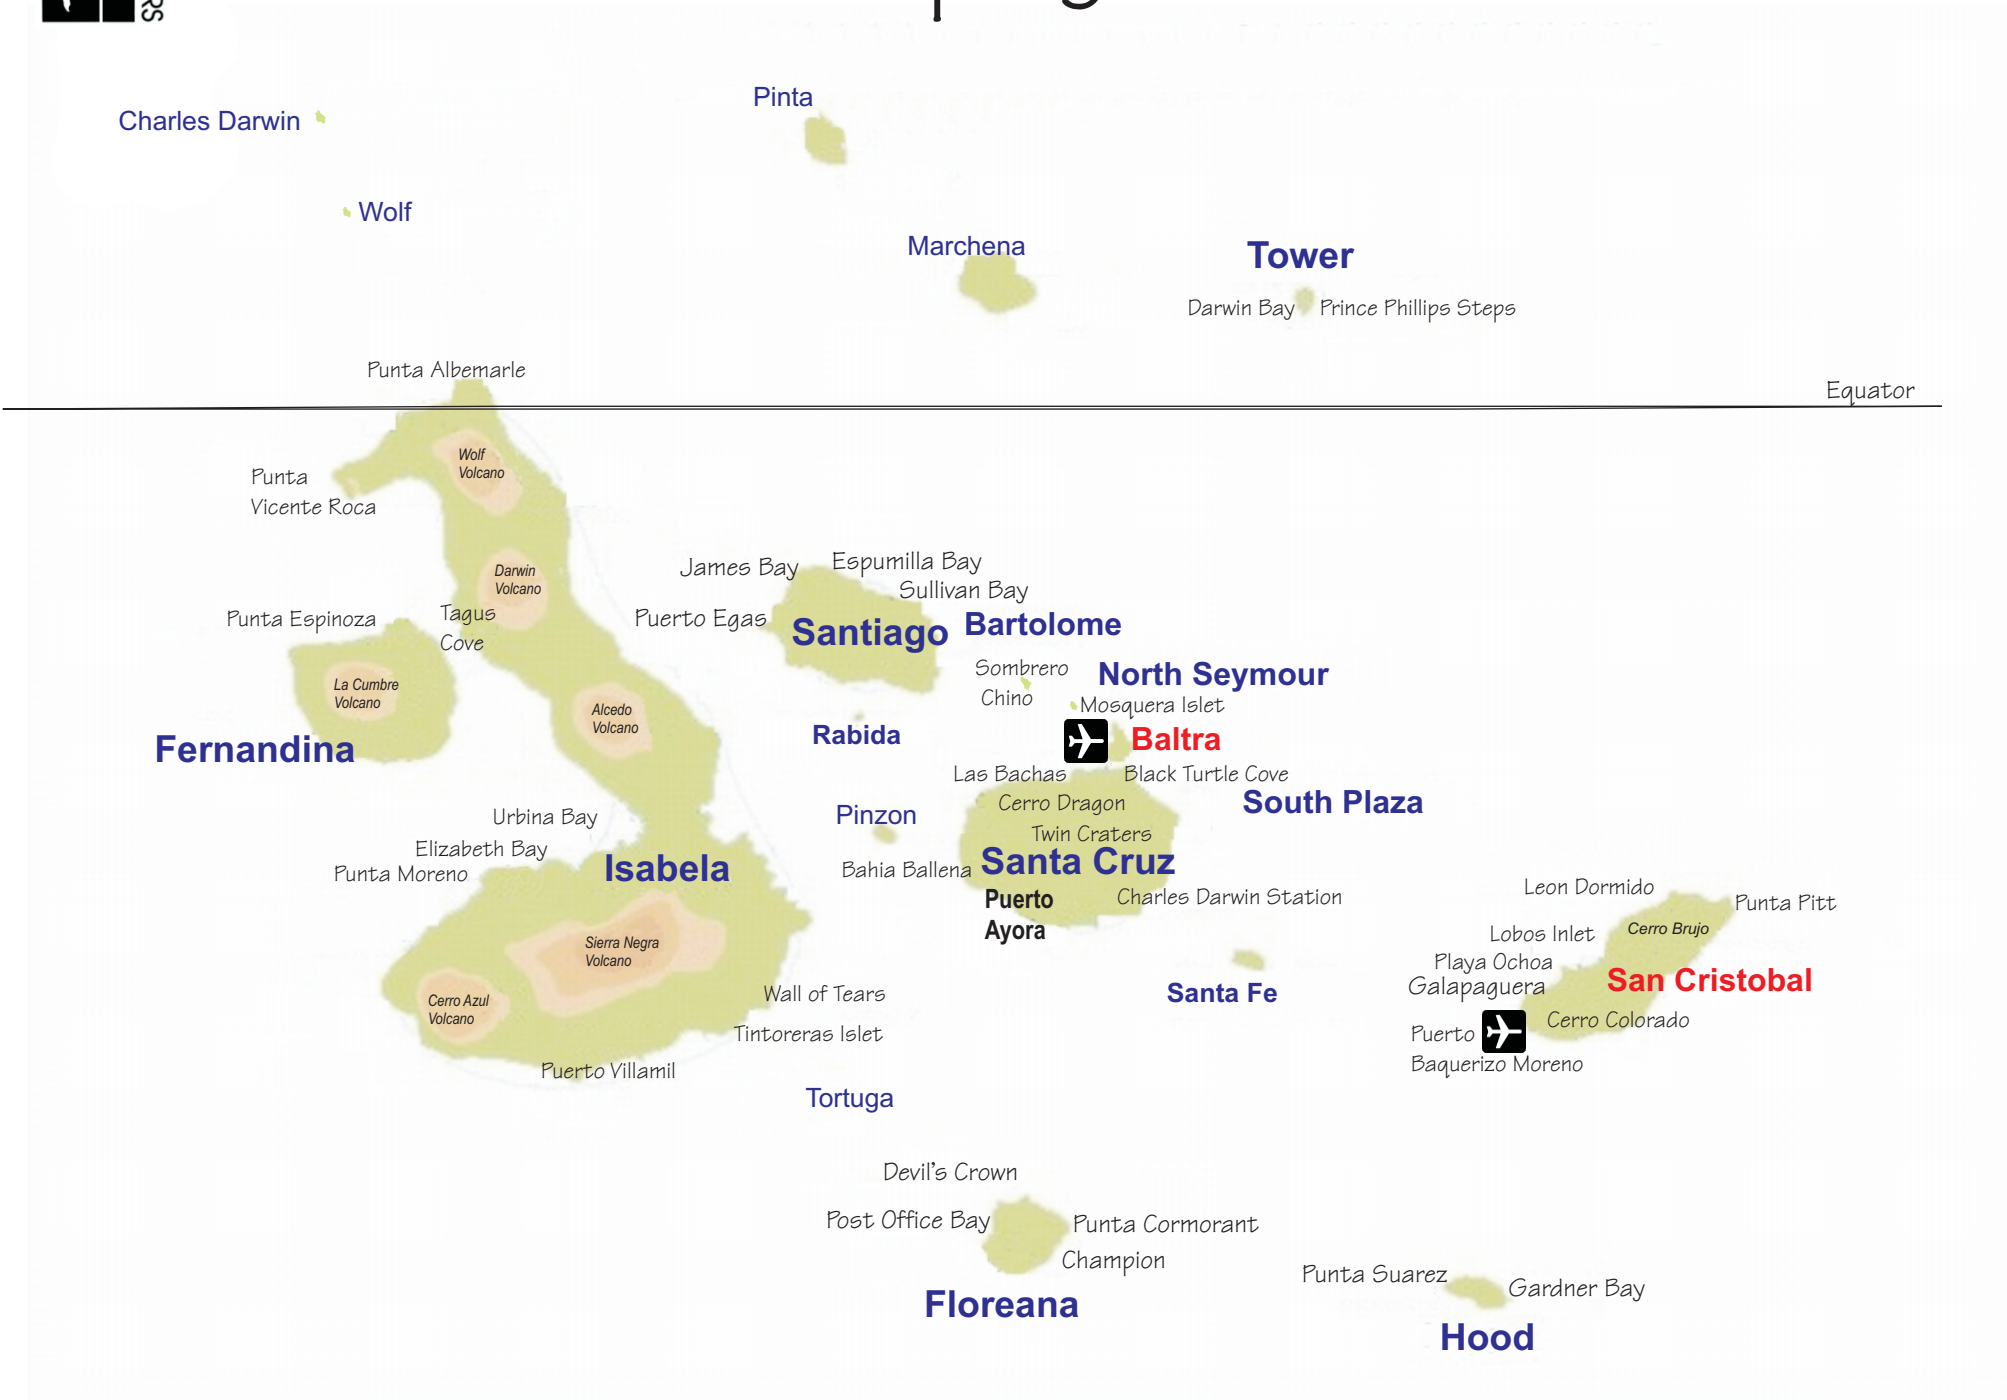 RS
Pinta
Charles Darwin
Wolf
Marchena
Tower
Darwin Bay
Prince Phillips Steps
Punta Albemarle
Equator
Wolf
Volcano
Punta
Vicente Roca
Darwin
Volcano
James Bay
Espumilla Bay
Sullivan Bay
Punta Espinoza
Tagus
Cove
Puerto Egas
Santiago
Bartolome
Sombrero
Chino
North Seymour
Mosquera Islet
La Cumbre
Volcano
Alcedo
Volcano
Fernandina
Rabida
Baltra
Las Bachas
Black Turtle Cove
Cerro Dragon
South Plaza
Urbina Bay
Pinzon
Twin Craters
Elizabeth Bay
Punta Moreno
Isabela
Bahia Ballena
Santa Cruz
Puerto
Ayora
Charles Darwin Station
Leon Dormido
Punta Pitt
Lobos Inlet
Cerro Brujo
Sierra Negra
Volcano
Playa Ochoa
Galapaguera
San Cristobal
Cerro Azul
Volcano
Wall of Tears
Santa Fe
Tintoreras Islet
Puerto
Baquerizo Moreno
Cerro Colorado
Puerto Villamil
Tortuga
Devil's Crown
Post Office Bay
Punta Cormorant
Champion
Floreana
Punta Suarez
Gardner Bay
Hood